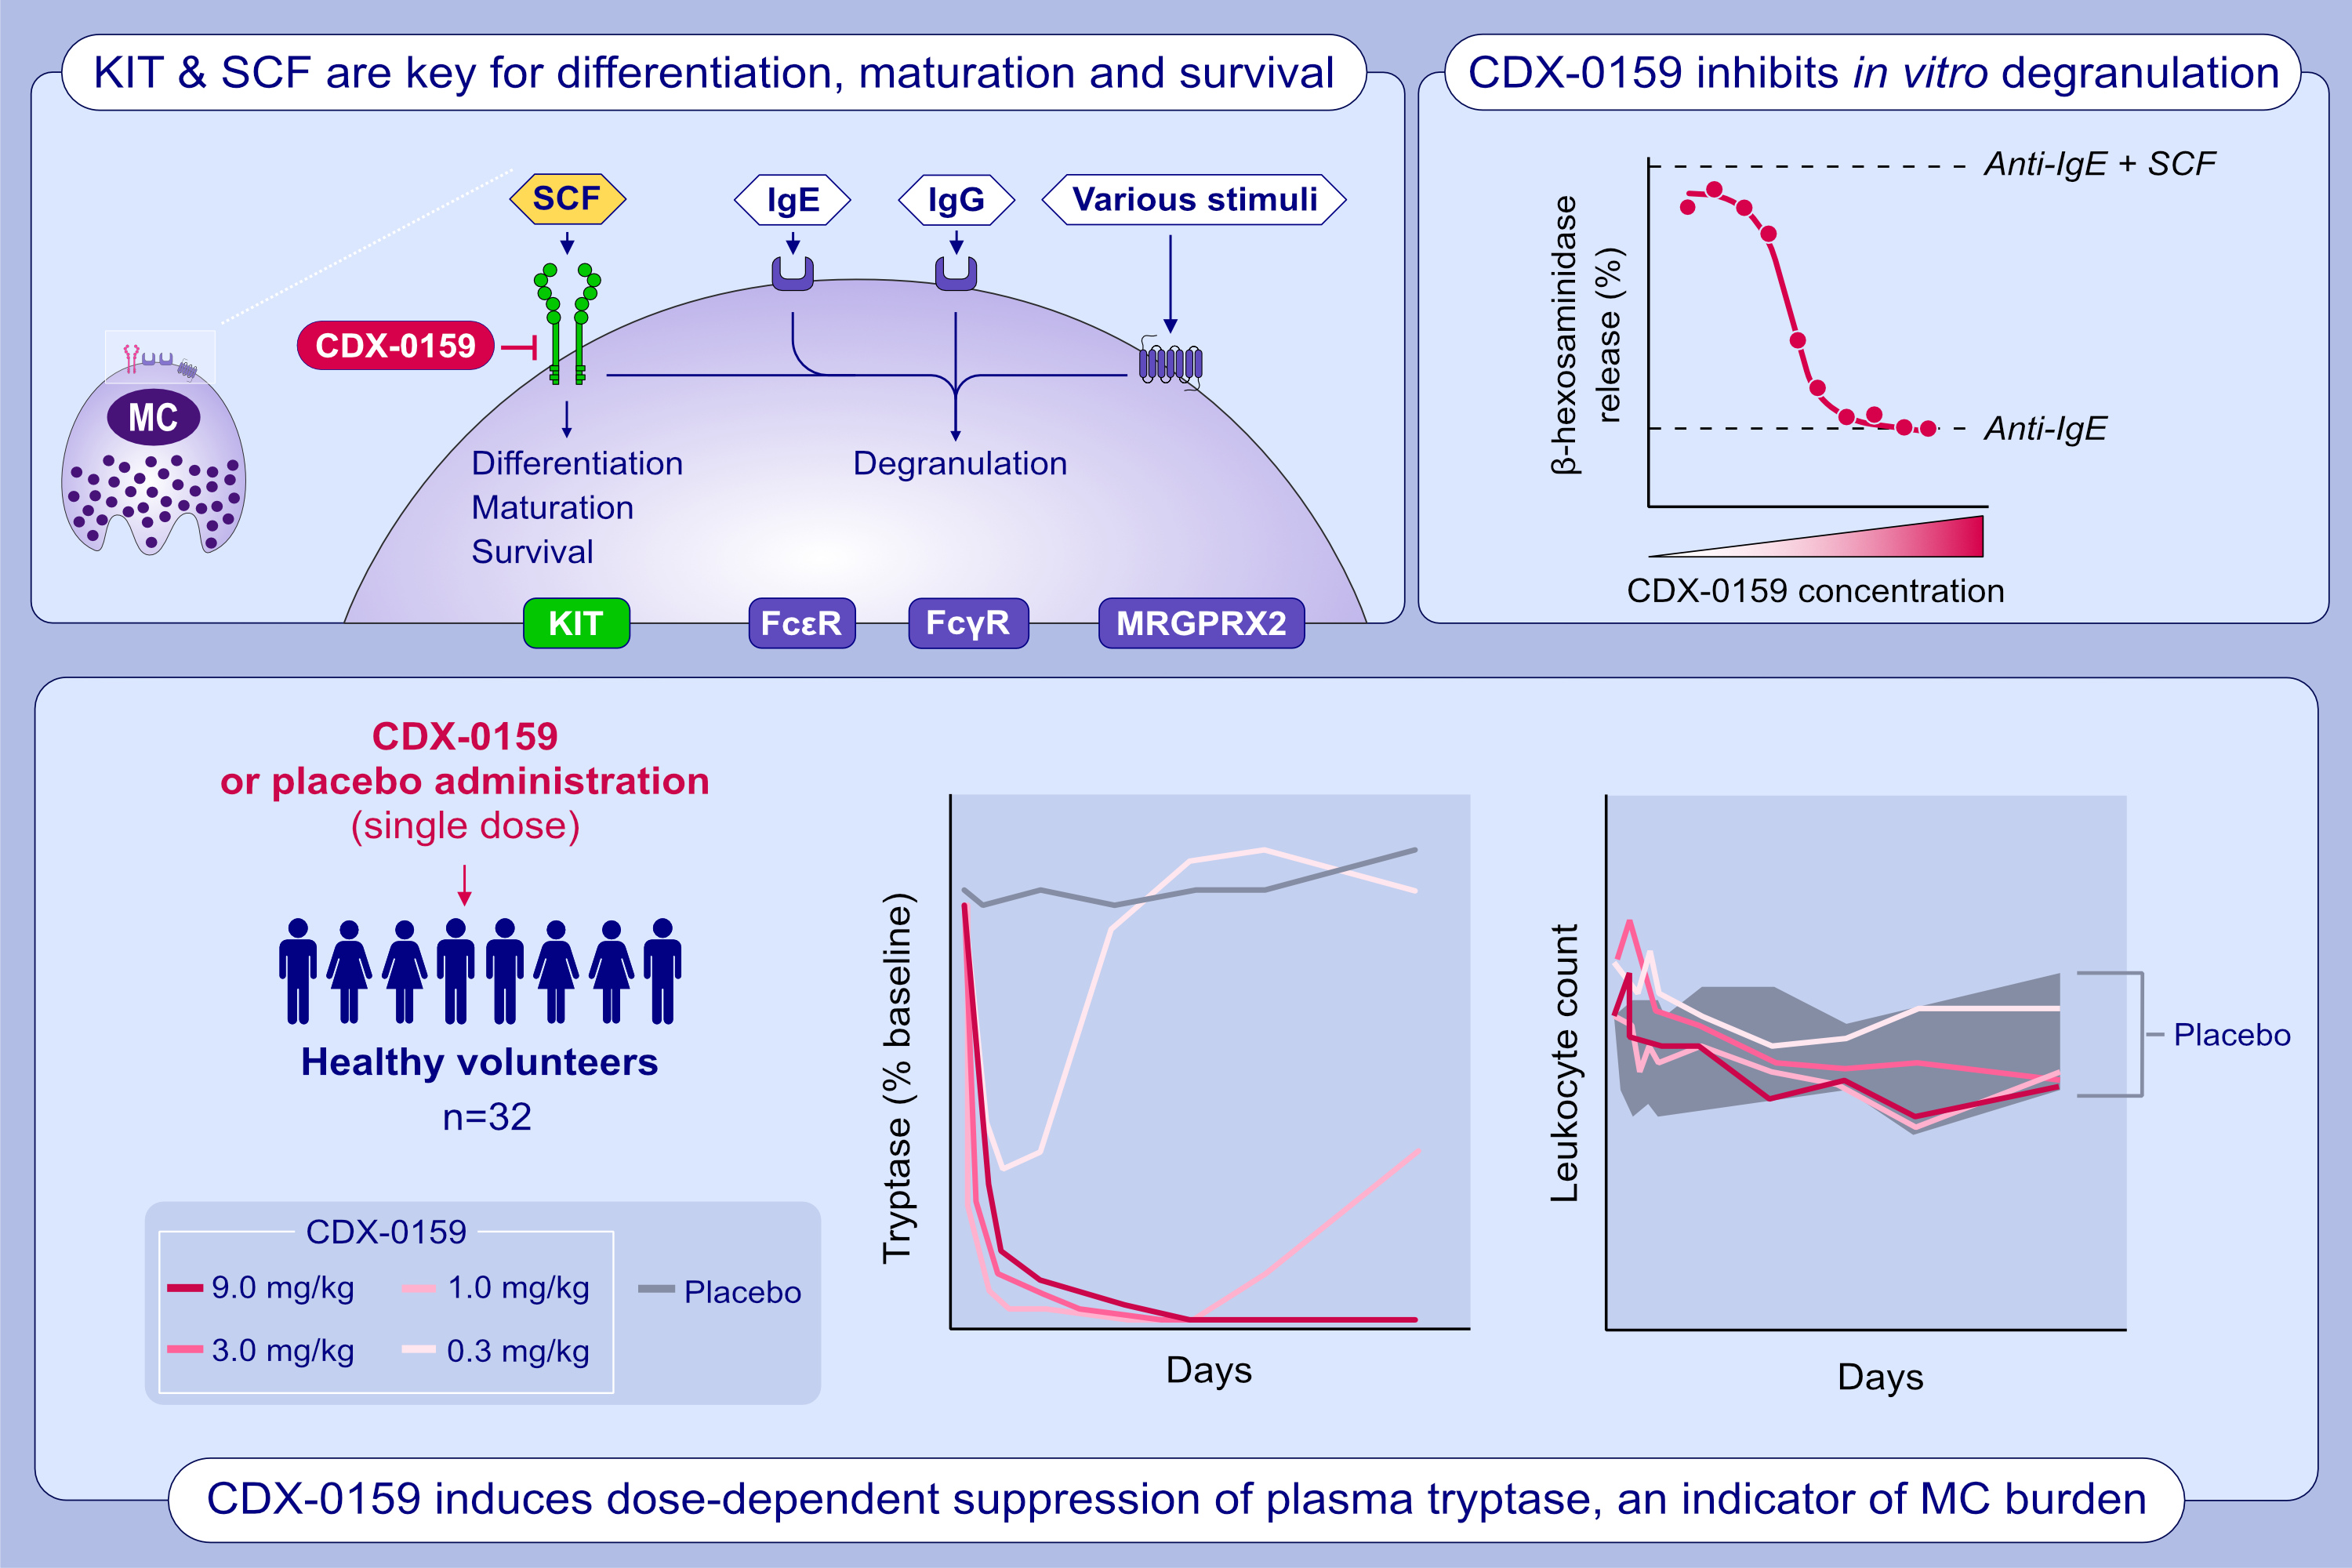 KIT & SCF are key for differentiation, maturation and survival
SCF
IgE
IgG
Various stimuli
CDX-0159
MC
Differentiation
Maturation
Survival
Degranulation
KIT
FcεR
FcγR
MRGPRX2
CDX-0159 inhibits in vitro degranulation
β-hexosaminidase
release (%)
Anti-IgE + SCF
Anti-IgE
CDX-0159 concentration
CDX-0159
or placebo administration
(single dose)
Healthy volunteers
n=32
CDX-0159
9.0 mg/kg
1.0 mg/kg
Placebo
3.0 mg/kg
0.3 mg/kg
Tryptase (% baseline)
Days
Leukocyte count
Placebo
Days
CDX-0159 induces dose-dependent suppression of plasma tryptase, an indicator of MC burden